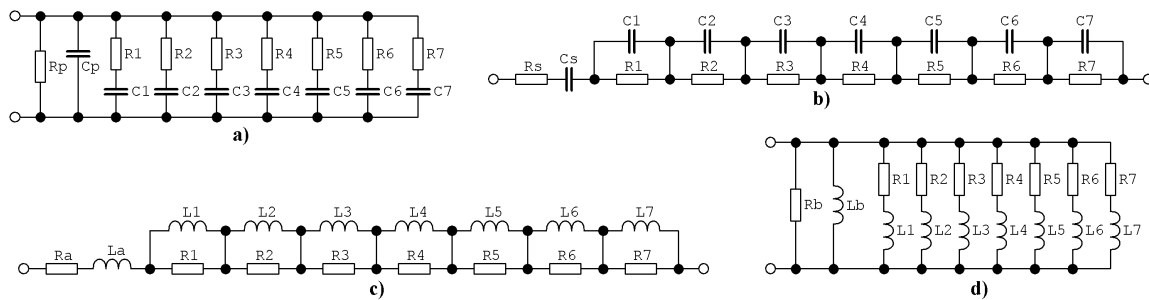 Rp Cp R1 R2 R3 R4 R5 R6 R7
C1 C2 C3 C4 C5 C6 C7
a)
C1 C2 C3 C4 C5 C6 C7
Rs Cs R1 R2 R3 R4 R5 R6 R7
b)
L1 L2 L3 L4 L5 L6 L7
Ra La R1 R2 R3 R4 R5 R6 R7
c)
R1 R2 R3 R4 R5 R6 R7
Rb Lb L1 L2 L3 L4 L5 L6 L7
d)